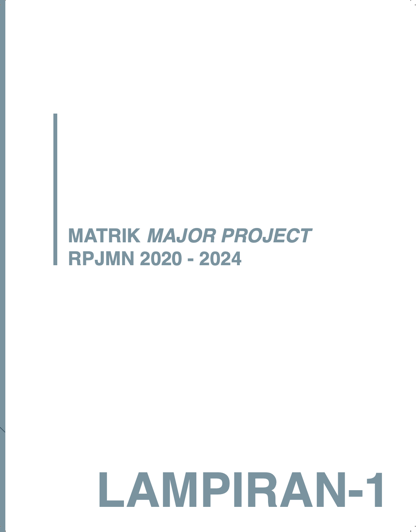 MATRIK MAJOR PROJECT
RPJMN 2020 - 2024
LAMPIRAN-1